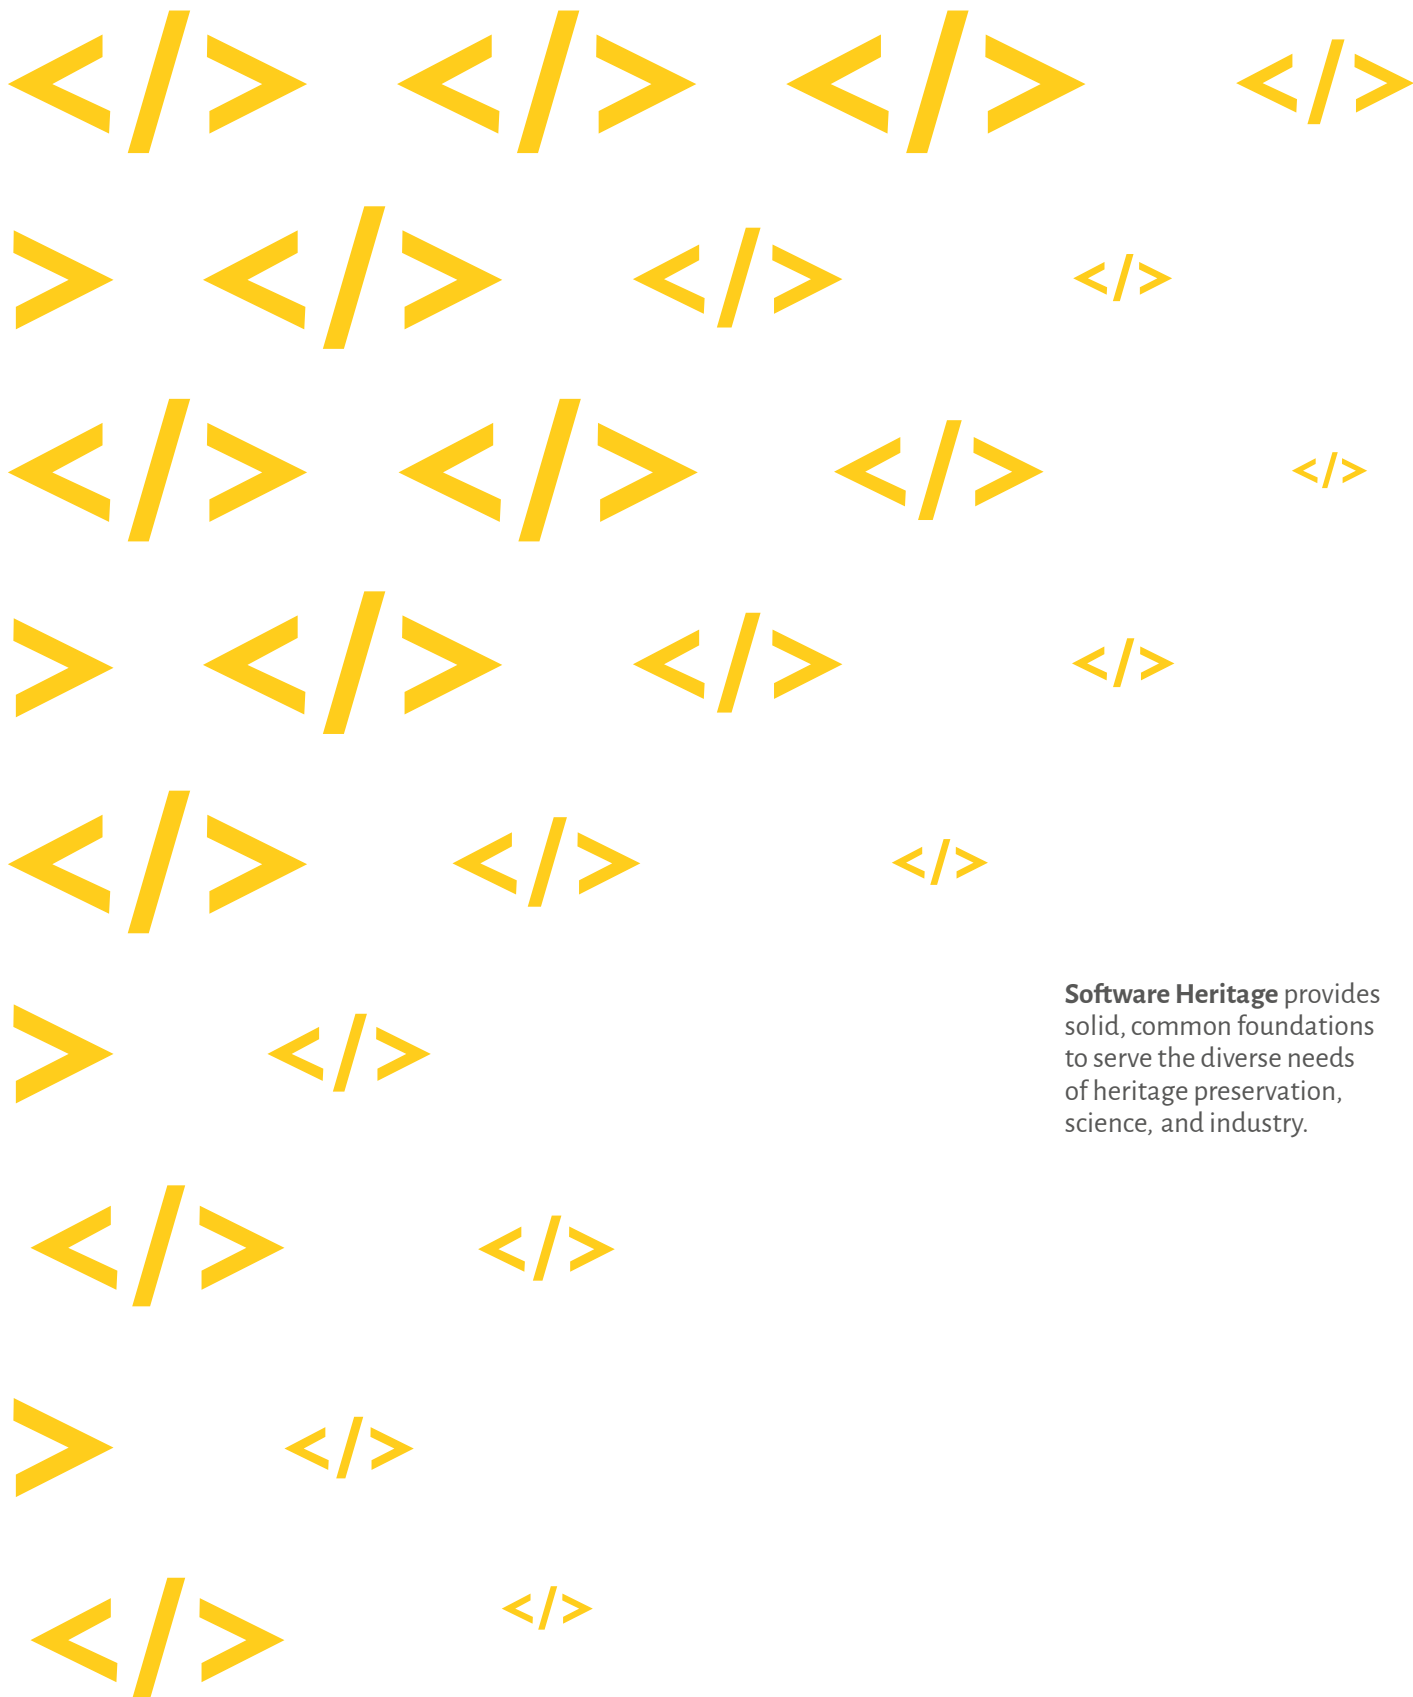 </> </> </> </>
> </> </> </>
</> </> </> </>
> </> </> </>
</> </> </>
Software Heritage provides
solid, common foundations
to serve the diverse needs
of heritage preservation,
science, and industry.
> </>
</> </>
> </>
</> </>